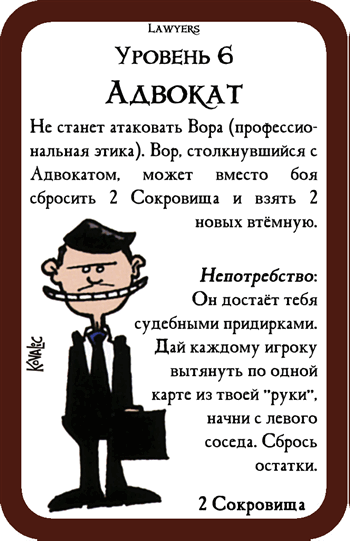 Lawyers
Уровень 6
Адвокат
Не станет атаковать Вора (профессио-
нальная этика). Вор, столкнувшийся с
Адвокатом, может вместо боя
сбросить 2 Сокровища и взять 2
новых втёмную.
Непотребство:
Он достаёт тебя
судебными придирками.
Дай каждому игроку
вытянуть по одной
карте из твоей "руки",
начни с левого
соседа. Сбрось
остатки.
Kovalic
2 Сокровища